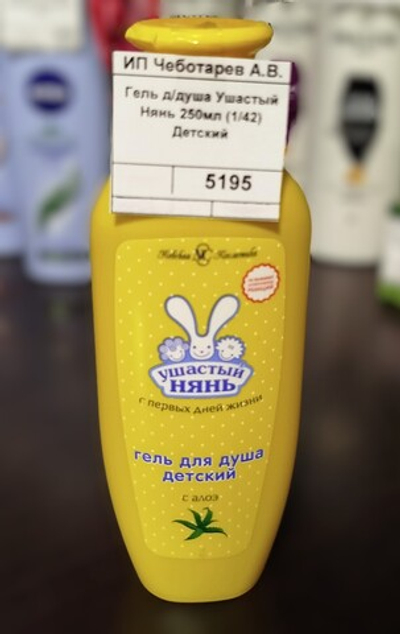 ИП Чеботарев А.В.
Гель д/душа Ушастый
Нянь 250мл (1/42)
Детский
5195
Невская Косметика
УШАСТЫЙ
НЯНЬ
с первых дней жизни
гель для душа
детский
с алоэ